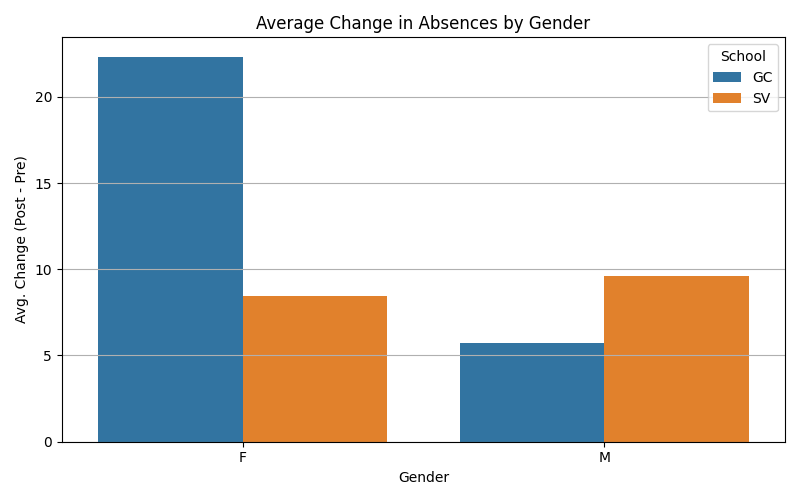 Average Change in Absences by Gender
School
GC
SV
20
15
10
5
0
Avg. Change (Post - Pre)
F
M
Gender